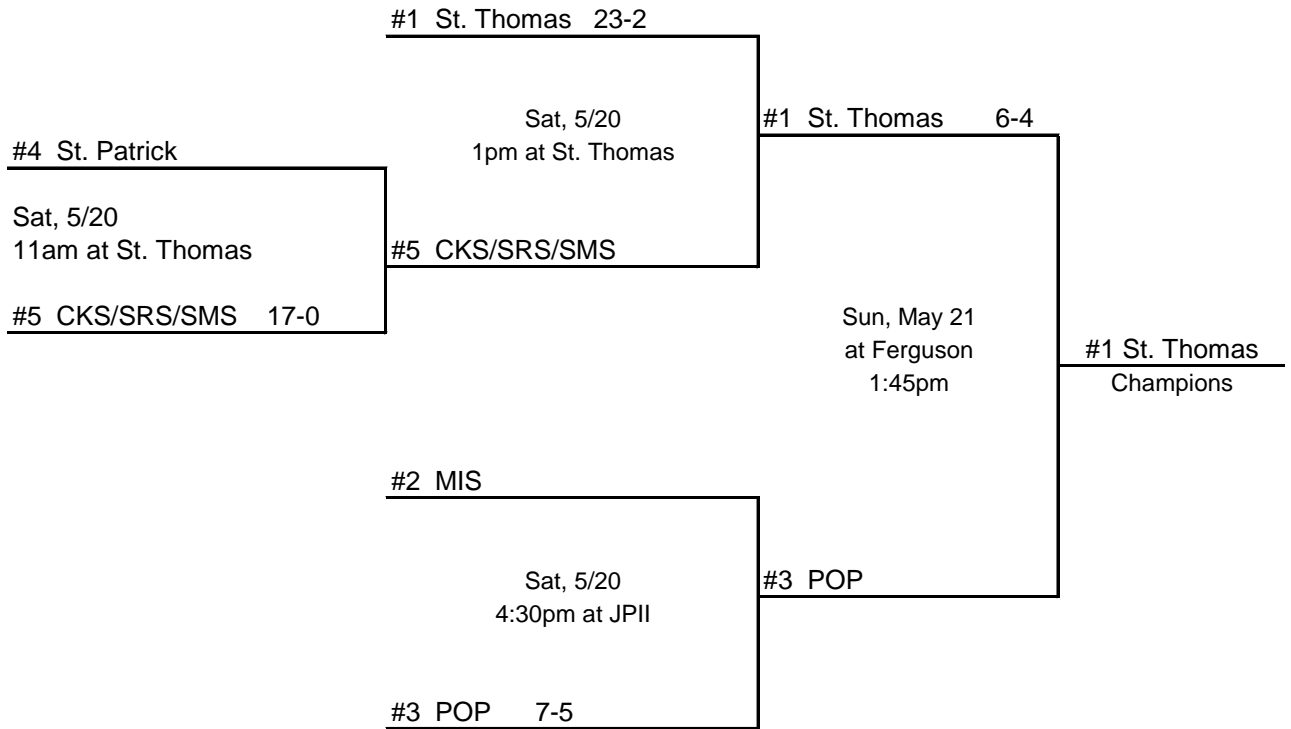 #1 St. Thomas 23-2
Sat, 5/20
1pm at St. Thomas
#1 St. Thomas 6-4
#4 St. Patrick
Sat, 5/20
11am at St. Thomas
#5 CKS/SRS/SMS
#5 CKS/SRS/SMS 17-0
Sun, May 21
at Ferguson
1:45pm
#1 St. Thomas
Champions
#2 MIS
Sat, 5/20
4:30pm at JPII
#3 POP
#3 POP 7-5